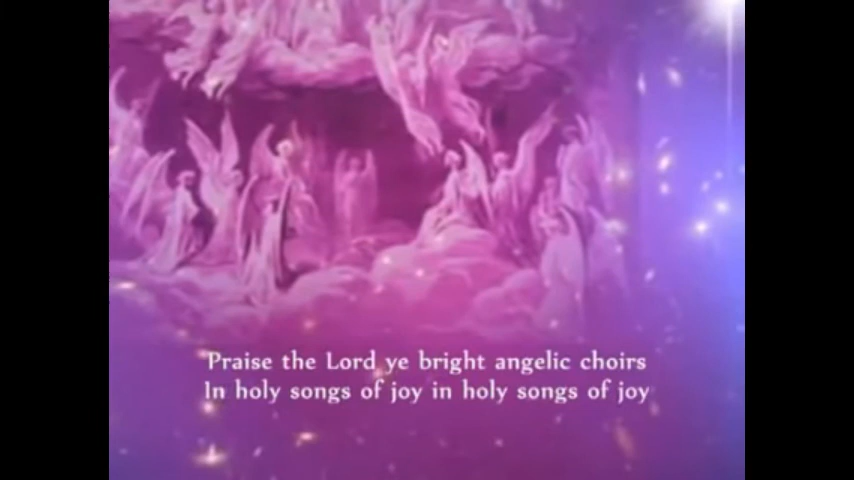 Praise the Lord ye bright angelic choirs
In holy songs of joy in holy songs of joy